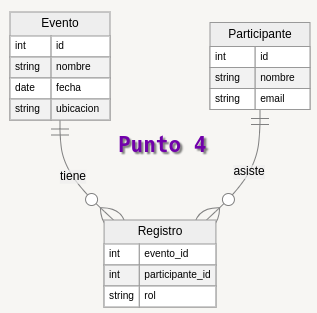 Evento
int id
string nombre
date fecha
string ubicacion
Participante
int id
string nombre
string email
Punto 4
tiene
asiste
Registro
int evento_id
int participante_id
string rol